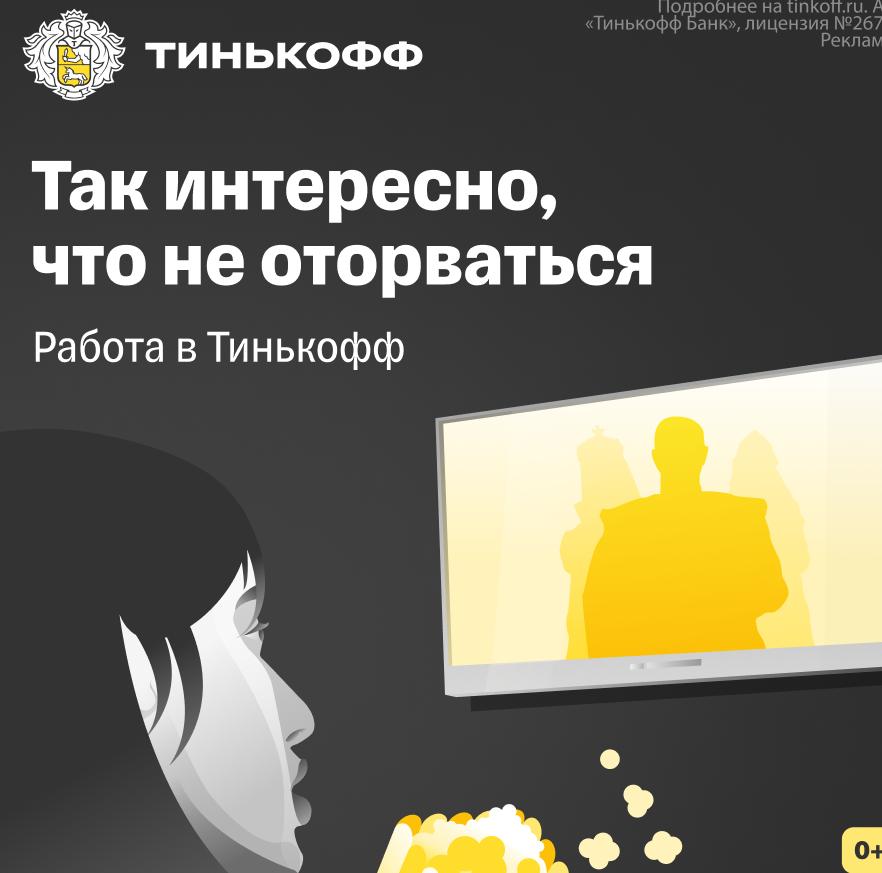 Подробнее на tinkoff.ru. А
«Тинькофф Банк», лицензия №267
Реклам
ТИНЬКОФФ
Так интересно,
что не оторваться
Работа в Тинькофф
0+